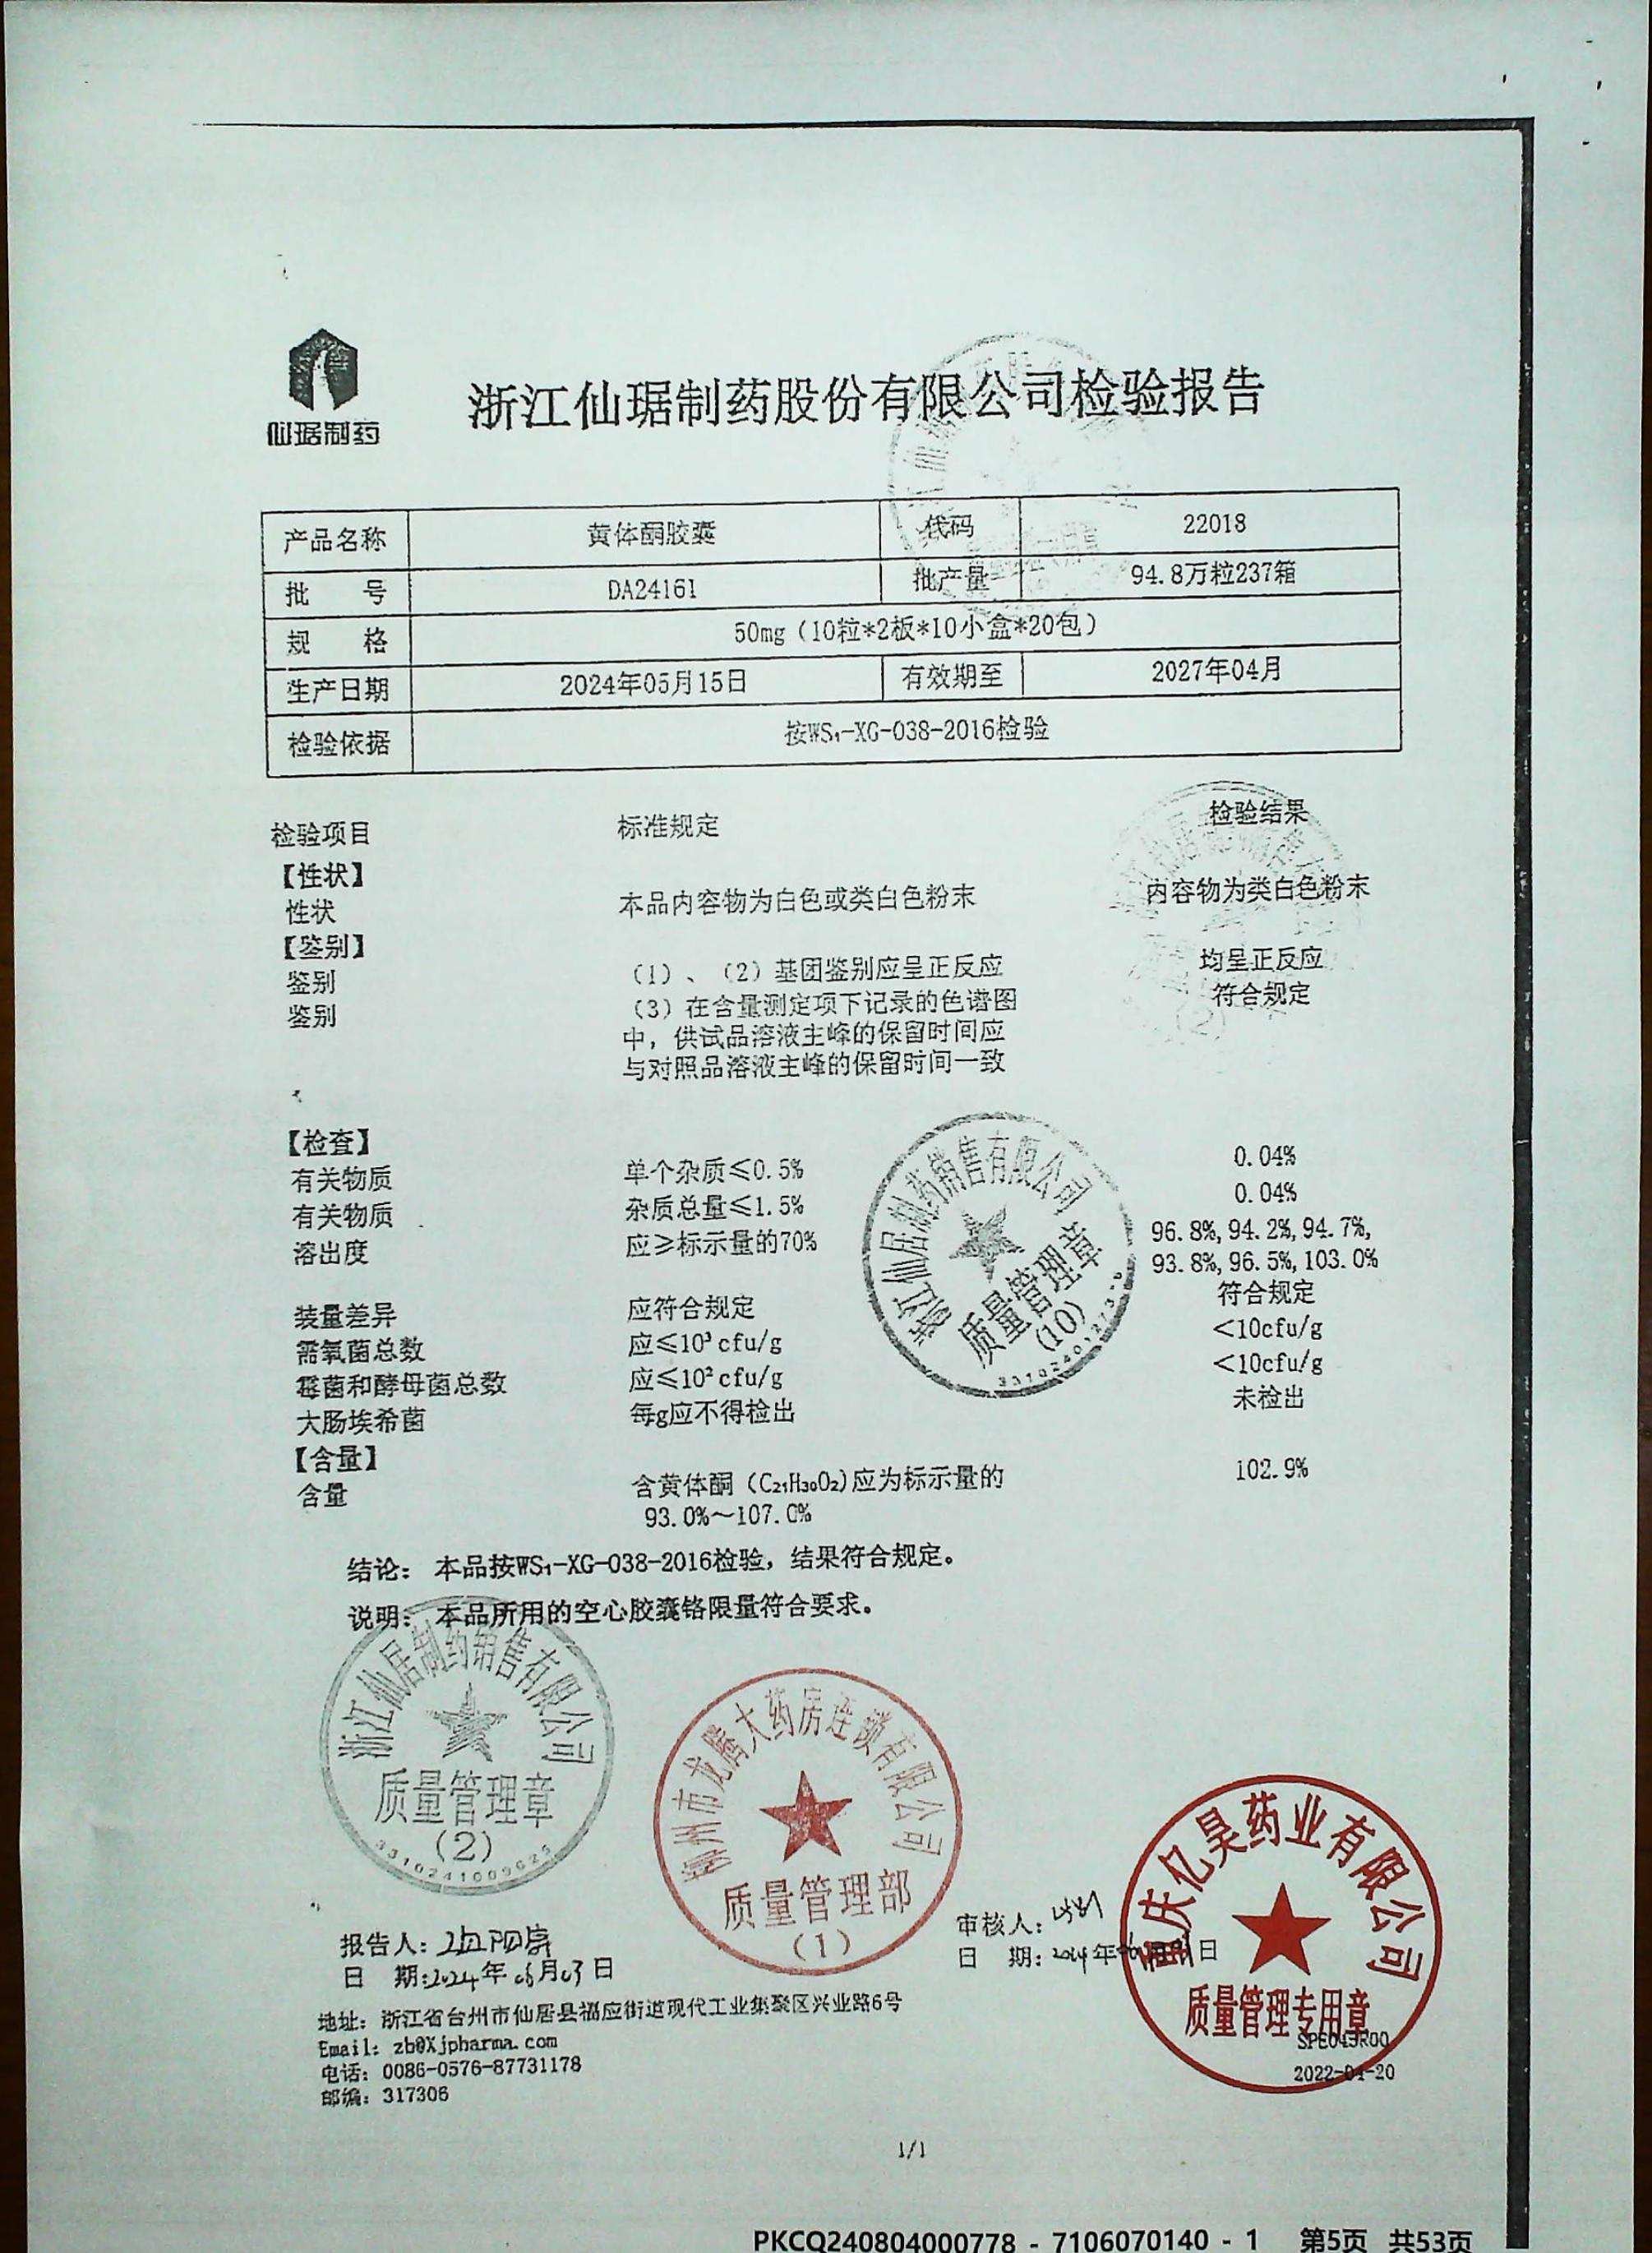 仙琚制药
浙江仙琚制药股份有限公司检验报告
产品名称 黄体酮胶囊 代码 22018
批 号 DA24161 批产量 94.8万粒237箱
规 格 50mg（10粒*2板*10小盒*20包）
生产日期 2024年05月15日 有效期至 2027年04月
检验依据 按WS₁-XG-038-2016检验
检验项目 标准规定 检验结果
【性状】
性状 本品内容物为白色或类白色粉末 内容物为类白色粉末
【鉴别】
鉴别 （1）、（2）基团鉴别应呈正反应 均呈正反应
鉴别 （3）在含量测定项下记录的色谱图 符合规定
中，供试品溶液主峰的保留时间应
与对照品溶液主峰的保留时间一致
【检查】
有关物质 单个杂质≤0.5% 0.04%
有关物质 杂质总量≤1.5% 0.04%
溶出度 应≥标示量的70% 96.8%,94.2%,94.7%,
93.8%,96.5%,103.0%
装量差异 应符合规定 符合规定
需氧菌总数 应≤10³cfu/g <10cfu/g
霉菌和酵母菌总数 应≤10²cfu/g <10cfu/g
大肠埃希菌 每g应不得检出 未检出
【含量】
含量 含黄体酮（C₂₁H₃₀O₂)应为标示量的 102.9%
93.0%～107.0%
浙江仙居制药销售有限公司
质量管理章
(10)
结论： 本品按WS₁-XG-038-2016检验，结果符合规定。
说明： 本品所用的空心胶囊铬限量符合要求。
浙江仙居制药销售有限公司
质量管理章
(2)
柳州市龙腾大药房连锁有限公司
质量管理部
(1)
重庆亿昊药业有限公司
质量管理专用章
报告人： 审核人：
日 期:2024年06月03日 日 期: 2024年 月 日
地址：浙江省台州市仙居县福应街道现代工业集聚区兴业路6号
Email: zb@Xjpharma.com
电话: 0086-0576-87731178
邮编: 317306
SPE043R00
2022-04-20
1/1
PKCQ240804000778 - 7106070140 - 1 第5页 共53页